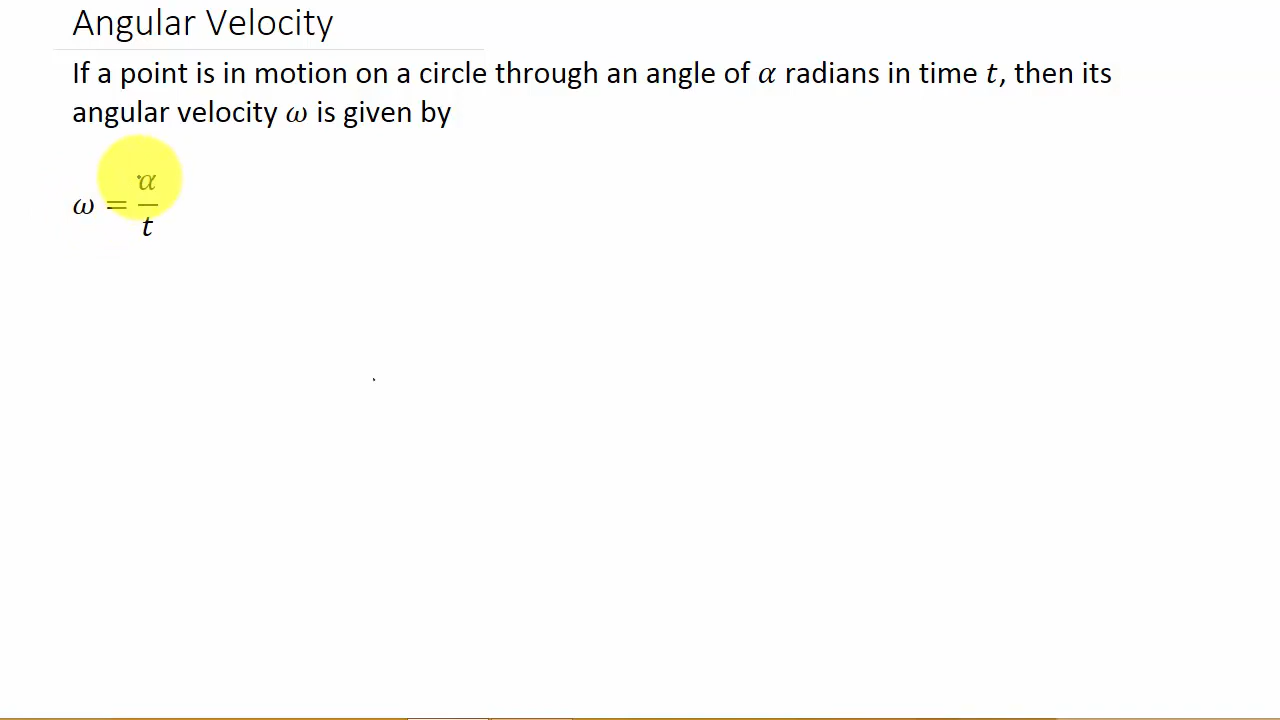 Angular Velocity
If a point is in motion on a circle through an angle of α radians in time t, then its
angular velocity ω is given by
ω = α/t